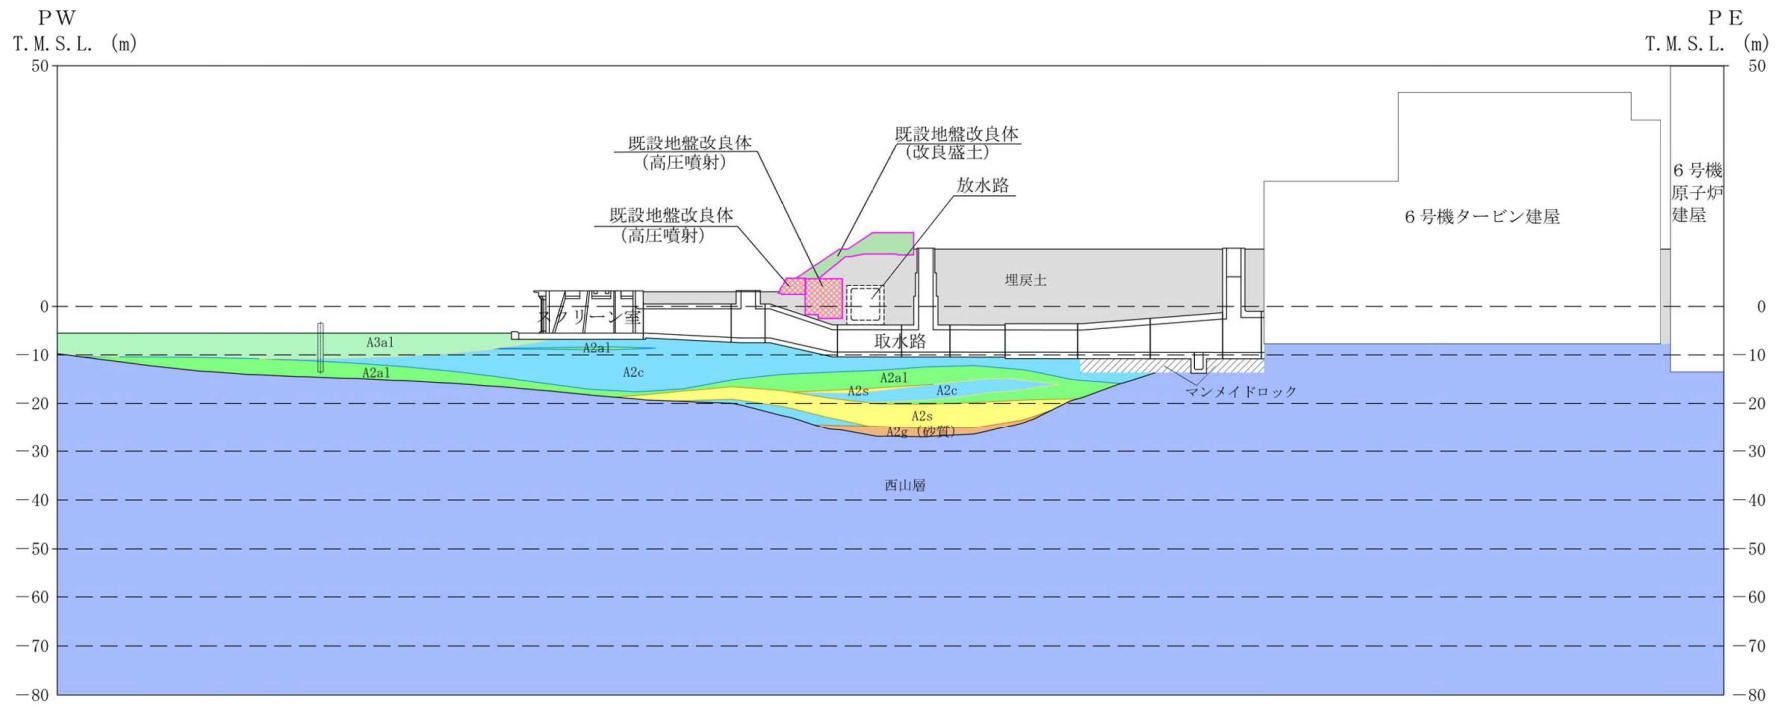 PW
PE
T.M.S.L. (m)
T.M.S.L. (m)
50
50
既設地盤改良体
(改良盛土)
既設地盤改良体
(高圧噴射)
放水路
6号機
原子炉
建屋
既設地盤改良体
(高圧噴射)
6号機タービン建屋
埋戻土
0
0
スクリーン室
A3al
A2al
取水路
-10
-10
A2al
A2c
A2al
A2s
A2c
マンメイドロック
-20
-20
A2s
A2g (砂質)
-30
-30
西山層
-40
-40
-50
-50
-60
-60
-70
-70
-80
-80